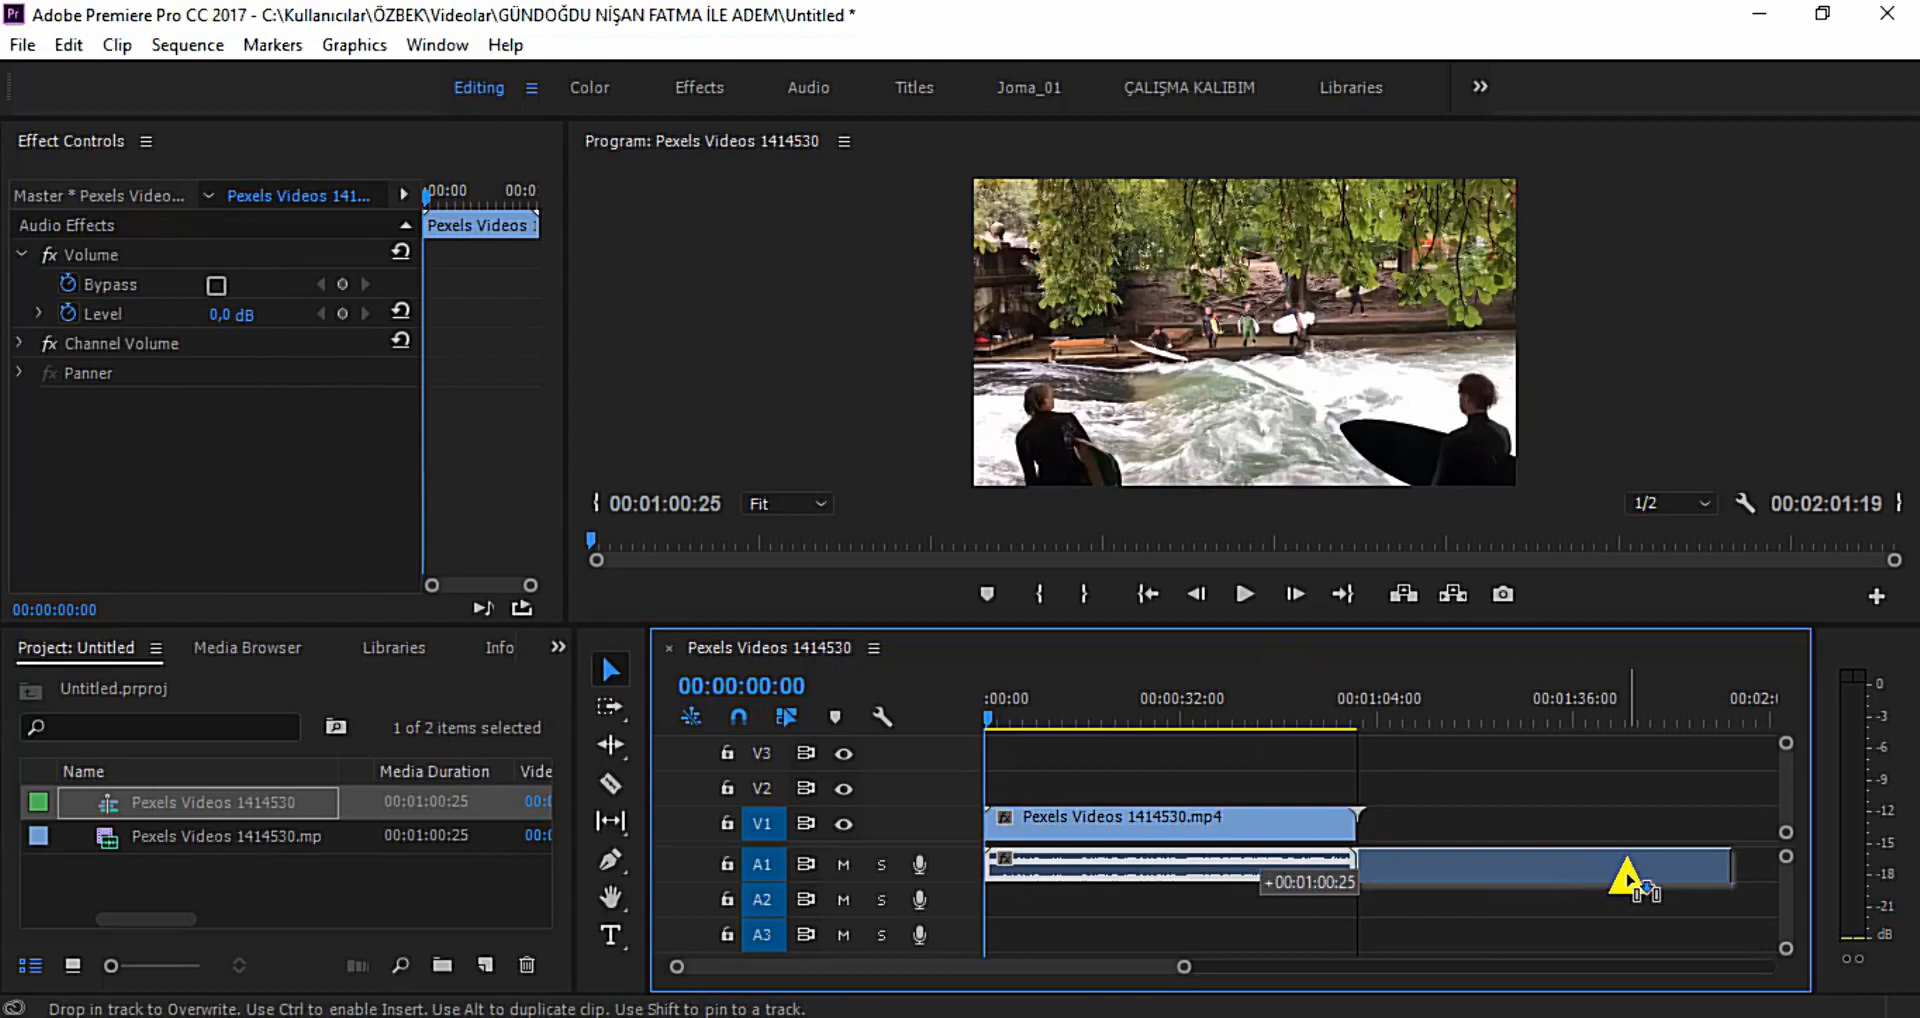 Pr Adobe Premiere Pro CC 2017 - C:\Kullanıcılar\ÖZBEK\Videolar\GÜNDOĞDU NİŞAN FATMA İLE ADEM\Untitled *
File Edit Clip Sequence Markers Graphics Window Help
Editing Color Effects Audio Titles Joma_01 ÇALIŞMA KALIBIM Libraries
Effect Controls
Program: Pexels Videos 1414530
Master * Pexels Video... Pexels Videos 141... :00:00 00:0
Audio Effects Pexels Videos 1
fx Volume
Bypass
Level 0,0 dB
fx Channel Volume
fx Panner
00:01:00:25 Fit 1/2 00:02:01:19
00:00:00:00
Project: Untitled Media Browser Libraries Info
Untitled.prproj
1 of 2 items selected
Name Media Duration Vide
Pexels Videos 1414530 00:01:00:25 00:0
Pexels Videos 1414530.mp 00:01:00:25 00:0
× Pexels Videos 1414530
00:00:00:00
:00:00 00:00:32:00 00:01:04:00 00:01:36:00 00:02:0
V3
V2
V1 fx Pexels Videos 1414530.mp4
A1 M S fx
+00:01:00:25
A2 M S
A3 M S
T
0
-3
-6
-9
-12
-15
-18
-21
dB
Drop in track to Overwrite. Use Ctrl to enable Insert. Use Alt to duplicate clip. Use Shift to pin to a track.